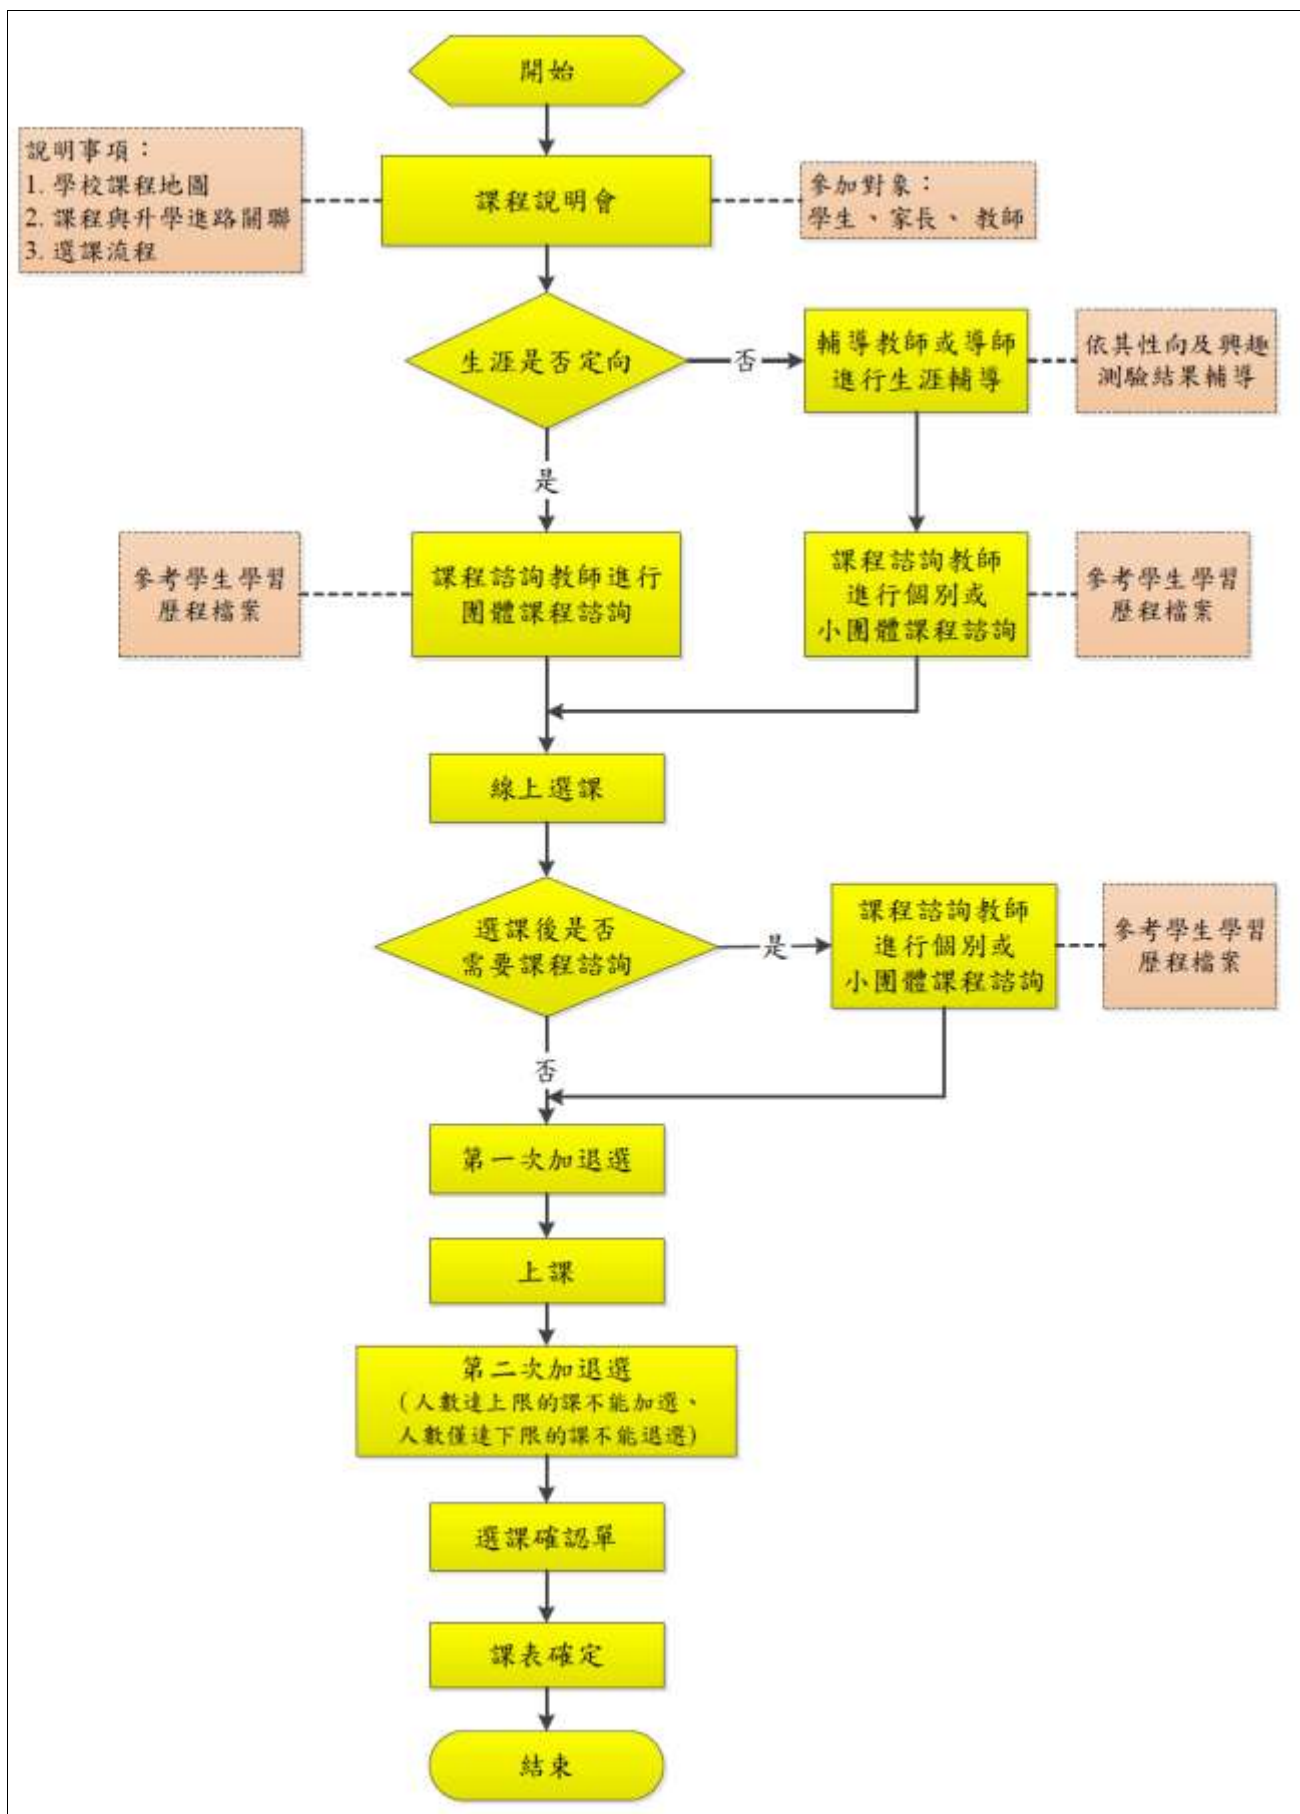 開始
說明事項：
1. 學校課程地圖
2. 課程與升學進路關聯
3. 選課流程
課程說明會
參加對象：
學生、家長、 教師
生涯是否定向
否
輔導教師或導師
進行生涯輔導
依其性向及興趣
測驗結果輔導
是
參考學生學習
歷程檔案
課程諮詢教師進行
團體課程諮詢
課程諮詢教師
進行個別或
小團體課程諮詢
參考學生學習
歷程檔案
線上選課
選課後是否
需要課程諮詢
是
課程諮詢教師
進行個別或
小團體課程諮詢
參考學生學習
歷程檔案
否
第一次加退選
上課
第二次加退選
(人數達上限的課不能加選、
人數僅達下限的課不能退選)
選課確認單
課表確定
結束